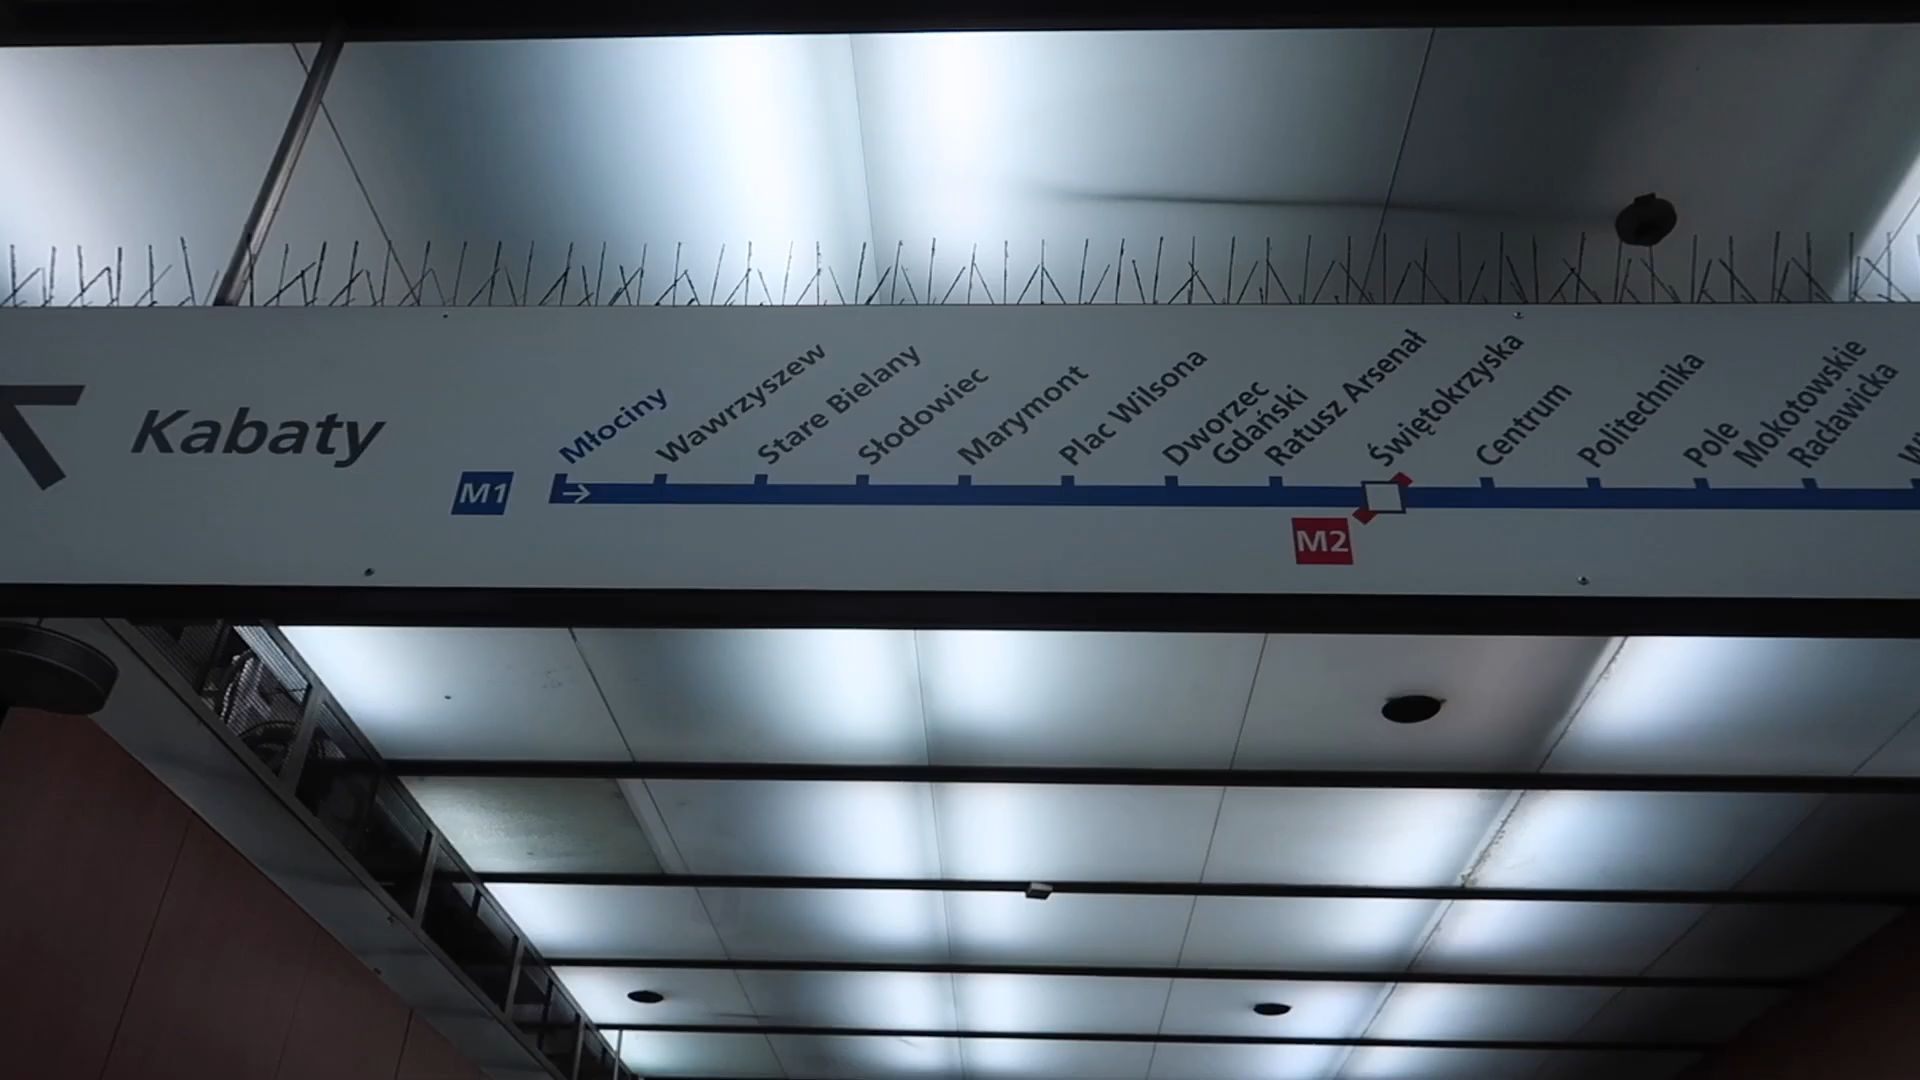 Kabaty
M1
Młociny
Wawrzyszew
Stare Bielany
Słodowiec
Marymont
Plac Wilsona
Dworzec
Gdański
Ratusz Arsenał
Świętokrzyska
M2
Centrum
Politechnika
Pole
Mokotowskie
Racławicka